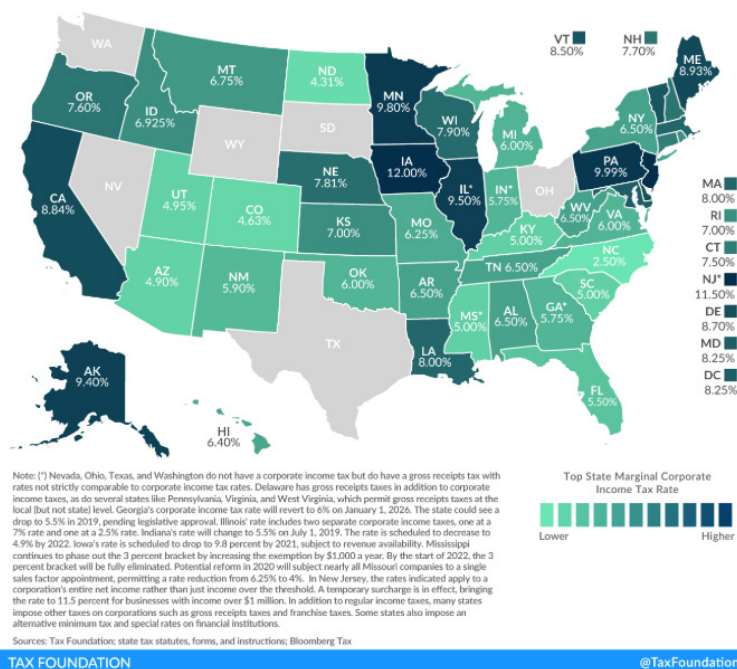 WA
MT
6.75%
ND
4.31%
MN
9.80%
VT
8.50%
NH
7.70%
ME
8.93%
OR
7.60%
ID
6.925%
SD
WI
7.90%
NY
6.50%
MI
6.00%
WY
IA
12.00%
PA
9.99%
NE
7.81%
NV
IL*
9.50%
IN*
5.75%
OH
CA
8.84%
UT
4.95%
CO
4.63%
KS
7.00%
MO
6.25%
WV
6.50%
VA
6.00%
KY
5.00%
NC
2.50%
TN 6.50%
AZ
4.90%
NM
5.90%
OK
6.00%
AR
6.50%
SC
5.00%
MS*
5.00%
AL
6.50%
GA*
5.75%
TX
LA
8.00%
FL
5.50%
AK
9.40%
HI
6.40%
MA
8.00%
RI
7.00%
CT
7.50%
NJ*
11.50%
DE
8.70%
MD
8.25%
DC
8.25%
Note: (*) Nevada, Ohio, Texas, and Washington do not have a corporate income tax but do have a gross receipts tax with
rates not strictly comparable to corporate income tax rates. Delaware has gross receipts taxes in addition to corporate
income taxes, as do several states like Pennsylvania, Virginia, and West Virginia, which permit gross receipts taxes at the
local (but not state) level. Georgia's corporate income tax rate will revert to 6% on January 1, 2026. The state could see a
drop to 5.5% in 2019, pending legislative approval. Illinois' rate includes two separate corporate income taxes, one at a
7% rate and one at a 2.5% rate. Indiana's rate will change to 5.5% on July 1, 2019. The rate is scheduled to decrease to
4.9% by 2022. Iowa's rate is scheduled to drop to 9.8 percent by 2021, subject to revenue availability. Mississippi
continues to phase out the 3 percent bracket by increasing the exemption by $1,000 a year. By the start of 2022, the 3
percent bracket will be fully eliminated. Potential reform in 2020 will subject nearly all Missouri companies to a single
sales factor appointment, permitting a rate reduction from 6.25% to 4%. In New Jersey, the rates indicated apply to a
corporation's entire net income rather than just income over the threshold. A temporary surcharge is in effect, bringing
the rate to 11.5 percent for businesses with income over $1 million. In addition to regular income taxes, many states
impose other taxes on corporations such as gross receipts taxes and franchise taxes. Some states also impose an
alternative minimum tax and special rates on financial institutions.
Sources: Tax Foundation; state tax statutes, forms, and instructions; Bloomberg Tax
Top State Marginal Corporate
Income Tax Rate
Lower
Higher
TAX FOUNDATION
@TaxFoundation